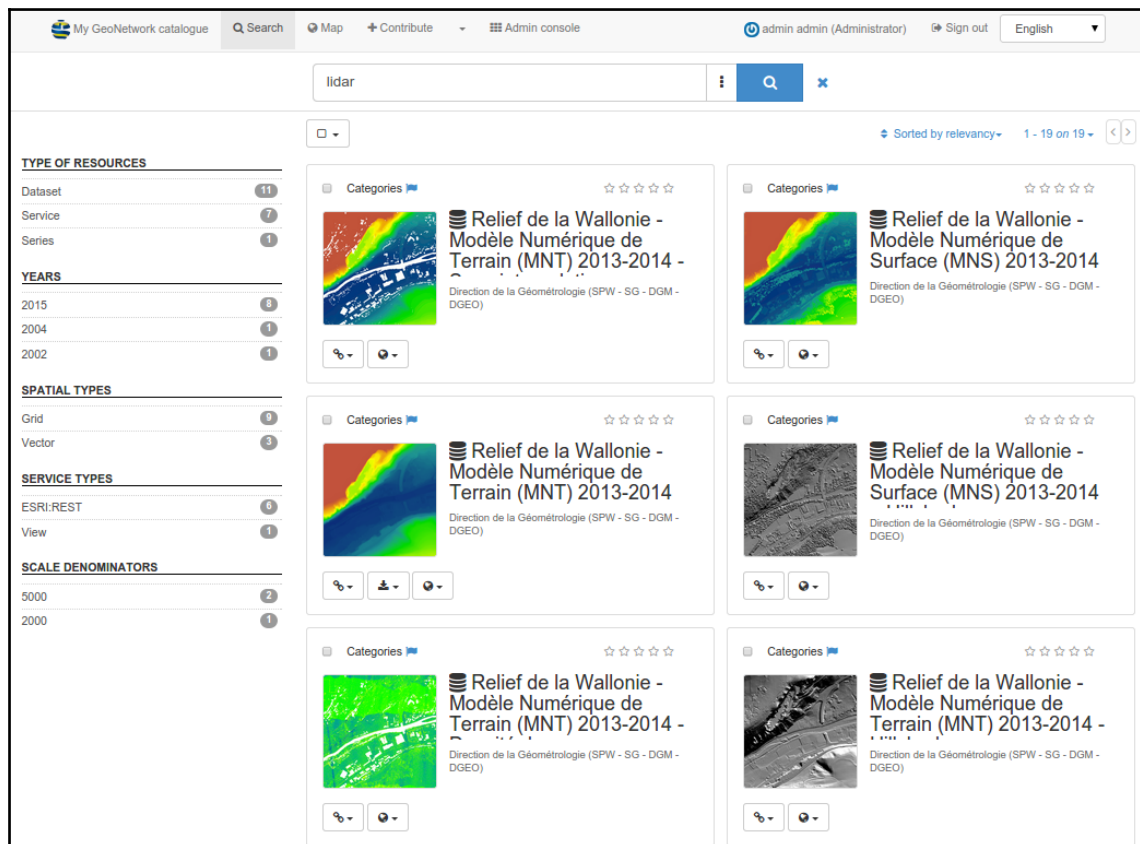 My GeoNetwork catalogue Search Map Contribute Admin console admin admin (Administrator) Sign out English
lidar
Sorted by relevancy 1 - 19 on 19
TYPE OF RESOURCES
Dataset 11
Service 7
Series 1
YEARS
2015 8
2004 1
2002 1
SPATIAL TYPES
Grid 9
Vector 3
SERVICE TYPES
ESRI:REST 6
View 1
SCALE DENOMINATORS
5000 2
2000 1
Categories
Relief de la Wallonie -
Modèle Numérique de
Terrain (MNT) 2013-2014 -
Direction de la Géométrologie (SPW - SG - DGM -
DGEO)
Categories
Relief de la Wallonie -
Modèle Numérique de
Surface (MNS) 2013-2014
Direction de la Géométrologie (SPW - SG - DGM -
DGEO)
Categories
Relief de la Wallonie -
Modèle Numérique de
Terrain (MNT) 2013-2014
Direction de la Géométrologie (SPW - SG - DGM -
DGEO)
Categories
Relief de la Wallonie -
Modèle Numérique de
Surface (MNS) 2013-2014
Direction de la Géométrologie (SPW - SG - DGM -
DGEO)
Categories
Relief de la Wallonie -
Modèle Numérique de
Terrain (MNT) 2013-2014 -
Direction de la Géométrologie (SPW - SG - DGM -
DGEO)
Categories
Relief de la Wallonie -
Modèle Numérique de
Terrain (MNT) 2013-2014 -
Direction de la Géométrologie (SPW - SG - DGM -
DGEO)